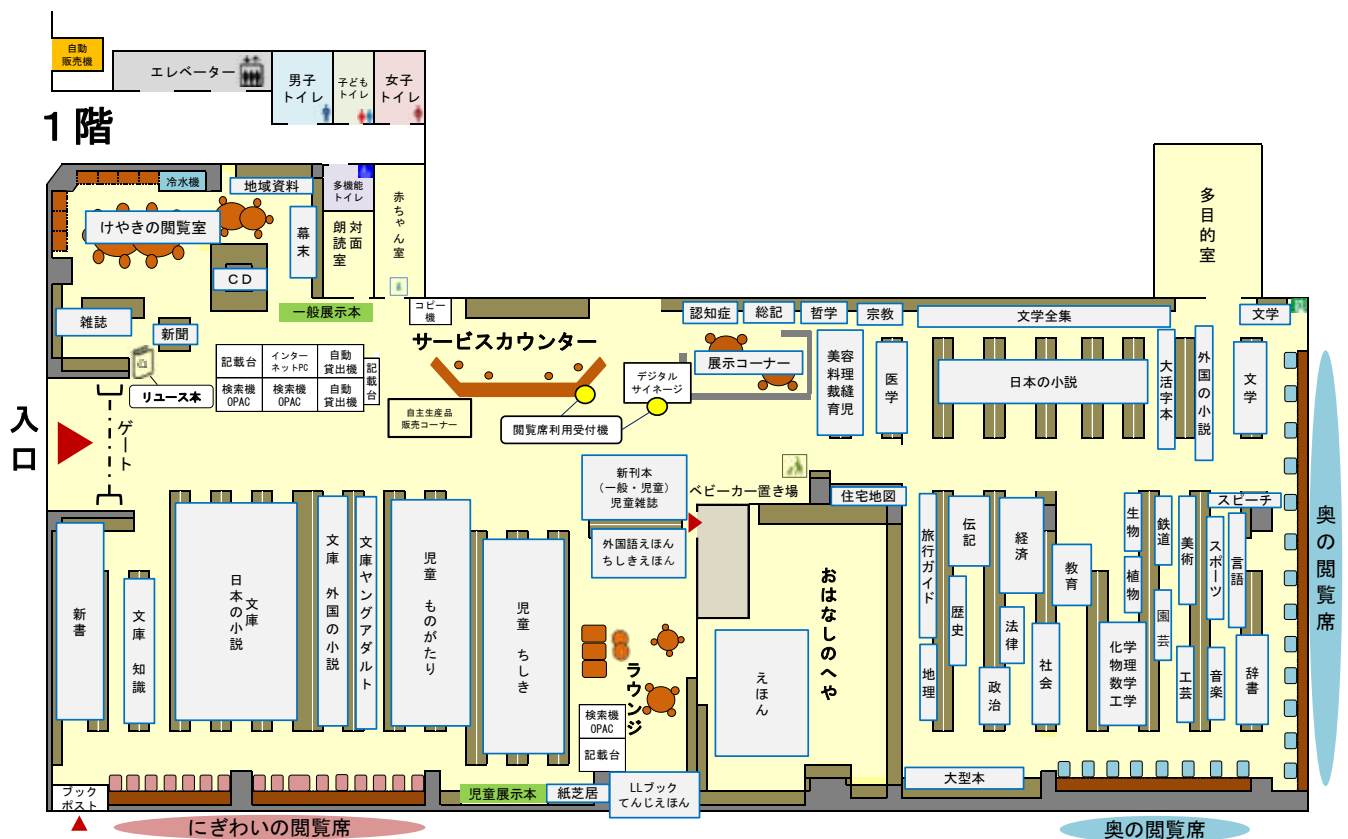 自動
販売機
エレベーター
男子
トイレ
子ども
トイレ
女子
トイレ
1階
冷水機
地域資料
多機能
トイレ
赤ちゃん室
けやきの閲覧室
幕末
対面
朗読室
CD
多目的室
雑誌
新聞
一般展示本
コピー
機
サービスカウンター
認知症
総記
哲学
宗教
文学全集
文学
記載台
インター
ネットPC
自動
貸出機
記載台
検索機
OPAC
検索機
OPAC
自動
貸出機
リユース本
自主生産品
販売コーナー
デジタル
サイネージ
閲覧席利用受付機
展示コーナー
美容
料理
裁縫
育児
医学
日本の小説
大活字本
外国の小説
文学
入口
ゲート
新刊本
(一般・児童)
児童雑誌
ベビーカー置き場
住宅地図
外国語えほん
ちしきえほん
新書
文庫 知識
文庫
日本の小説
文庫 外国の小説
文庫ヤングアダルト
児童 ものがたり
児童 ちしき
ラウンジ
検索機
OPAC
記載台
えほん
おはなしのへや
旅行ガイド
地理
伝記
歴史
経済
法律
政治
教育
社会
生物
植物
化学
物理
数学
工学
鉄道
園芸
美術
工芸
スピーチ
スポーツ
音楽
言語
辞書
奥の閲覧席
大型本
ブック
ポスト
児童展示本
紙芝居
LLブック
てんじえほん
にぎわいの閲覧席
奥の閲覧席